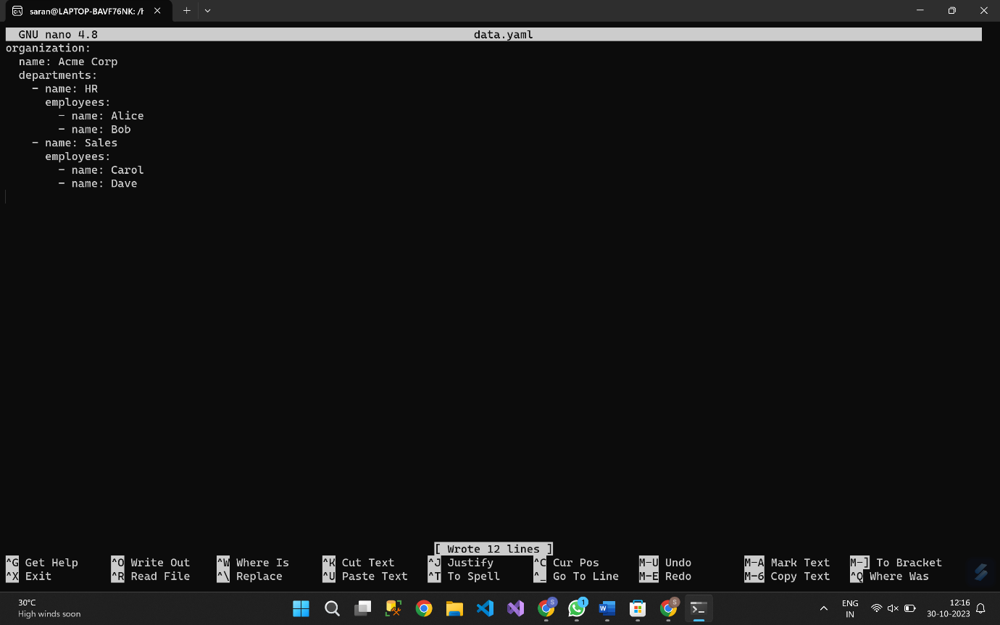 saran@LAPTOP-BAVF76NK: /h
GNU nano 4.8 data.yaml
organization:
  name: Acme Corp
  departments:
    - name: HR
      employees:
        - name: Alice
        - name: Bob
    - name: Sales
      employees:
        - name: Carol
        - name: Dave
[ Wrote 12 lines ]
^G Get Help ^O Write Out ^W Where Is ^K Cut Text ^J Justify ^C Cur Pos M-U Undo M-A Mark Text M-] To Bracket
^X Exit ^R Read File ^\ Replace ^U Paste Text ^T To Spell ^_ Go To Line M-E Redo M-6 Copy Text ^Q Where Was
30°C
High winds soon
S 1 W S
ENG
IN
12:16
30-10-2023